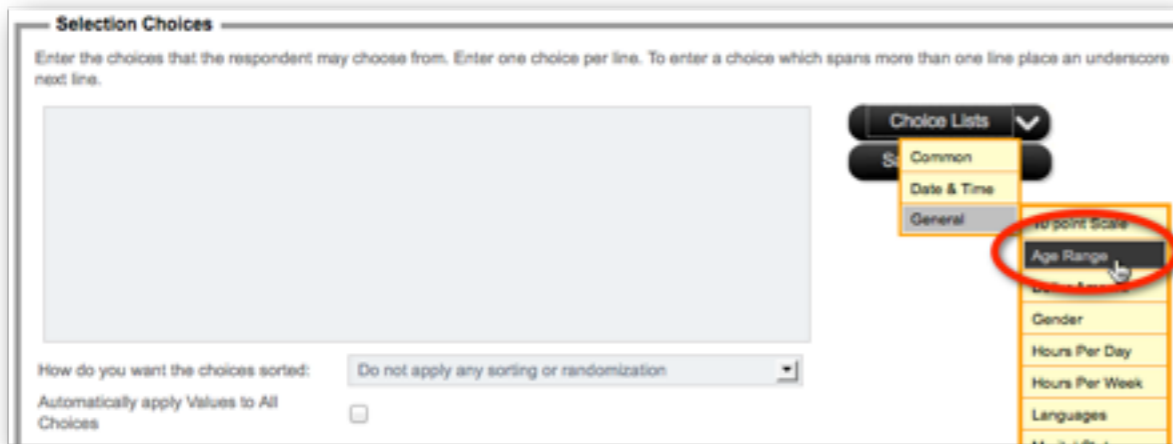 Selection Choices
Enter the choices that the respondent may choose from. Enter one choice per line. To enter a choice which spans more than one line place an underscore
next line.
Choice Lists
Common
Date & Time
General
10 point Scale
Age Range
Gender
Hours Per Day
Hours Per Week
Languages
How do you want the choices sorted:
Do not apply any sorting or randomization
Automatically apply Values to All
Choices